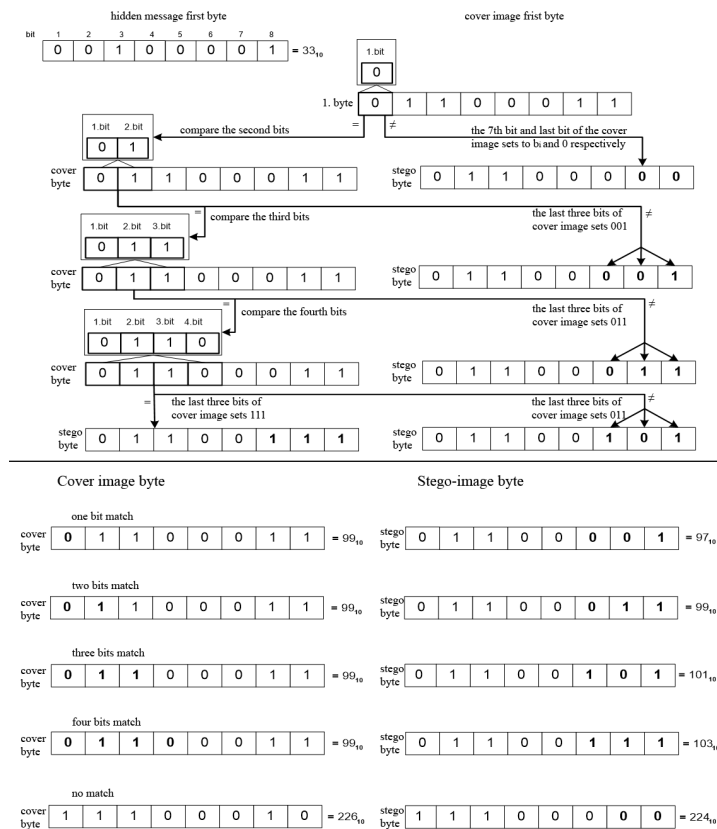 hidden message first byte
cover image frist byte
bit 1 2 3 4 5 6 7 8
0 0 1 0 0 0 0 1 = 33₁₀
1.bit
0
1. byte 0 1 1 0 0 0 1 1
= ≠
1.bit 2.bit
compare the second bits
the 7th bit and last bit of the cover
image sets to bᵢ and 0 respectively
0 1
cover
byte
0 1 1 0 0 0 1 1
stego
byte
0 1 1 0 0 0 0 0
=
compare the third bits
the last three bits of
cover image sets 001
≠
1.bit 2.bit 3.bit
0 1 1
cover
byte
0 1 1 0 0 0 1 1
stego
byte
0 1 1 0 0 0 0 1
=
compare the fourth bits
the last three bits of
cover image sets 011
≠
1.bit 2.bit 3.bit 4.bit
0 1 1 0
cover
byte
0 1 1 0 0 0 1 1
stego
byte
0 1 1 0 0 0 1 1
=
the last three bits of
cover image sets 111
the last three bits of
cover image sets 011
≠
stego
byte
0 1 1 0 0 1 1 1
stego
byte
0 1 1 0 0 1 0 1
Cover image byte
Stego-image byte
one bit match
cover
byte
0 1 1 0 0 0 1 1 = 99₁₀
stego
byte
0 1 1 0 0 0 0 1 = 97₁₀
two bits match
cover
byte
0 1 1 0 0 0 1 1 = 99₁₀
stego
byte
0 1 1 0 0 0 1 1 = 99₁₀
three bits match
cover
byte
0 1 1 0 0 0 1 1 = 99₁₀
stego
byte
0 1 1 0 0 1 0 1 = 101₁₀
four bits match
cover
byte
0 1 1 0 0 0 1 1 = 99₁₀
stego
byte
0 1 1 0 0 1 1 1 = 103₁₀
no match
cover
byte
1 1 1 0 0 0 1 0 = 226₁₀
stego
byte
1 1 1 0 0 0 0 0 = 224₁₀